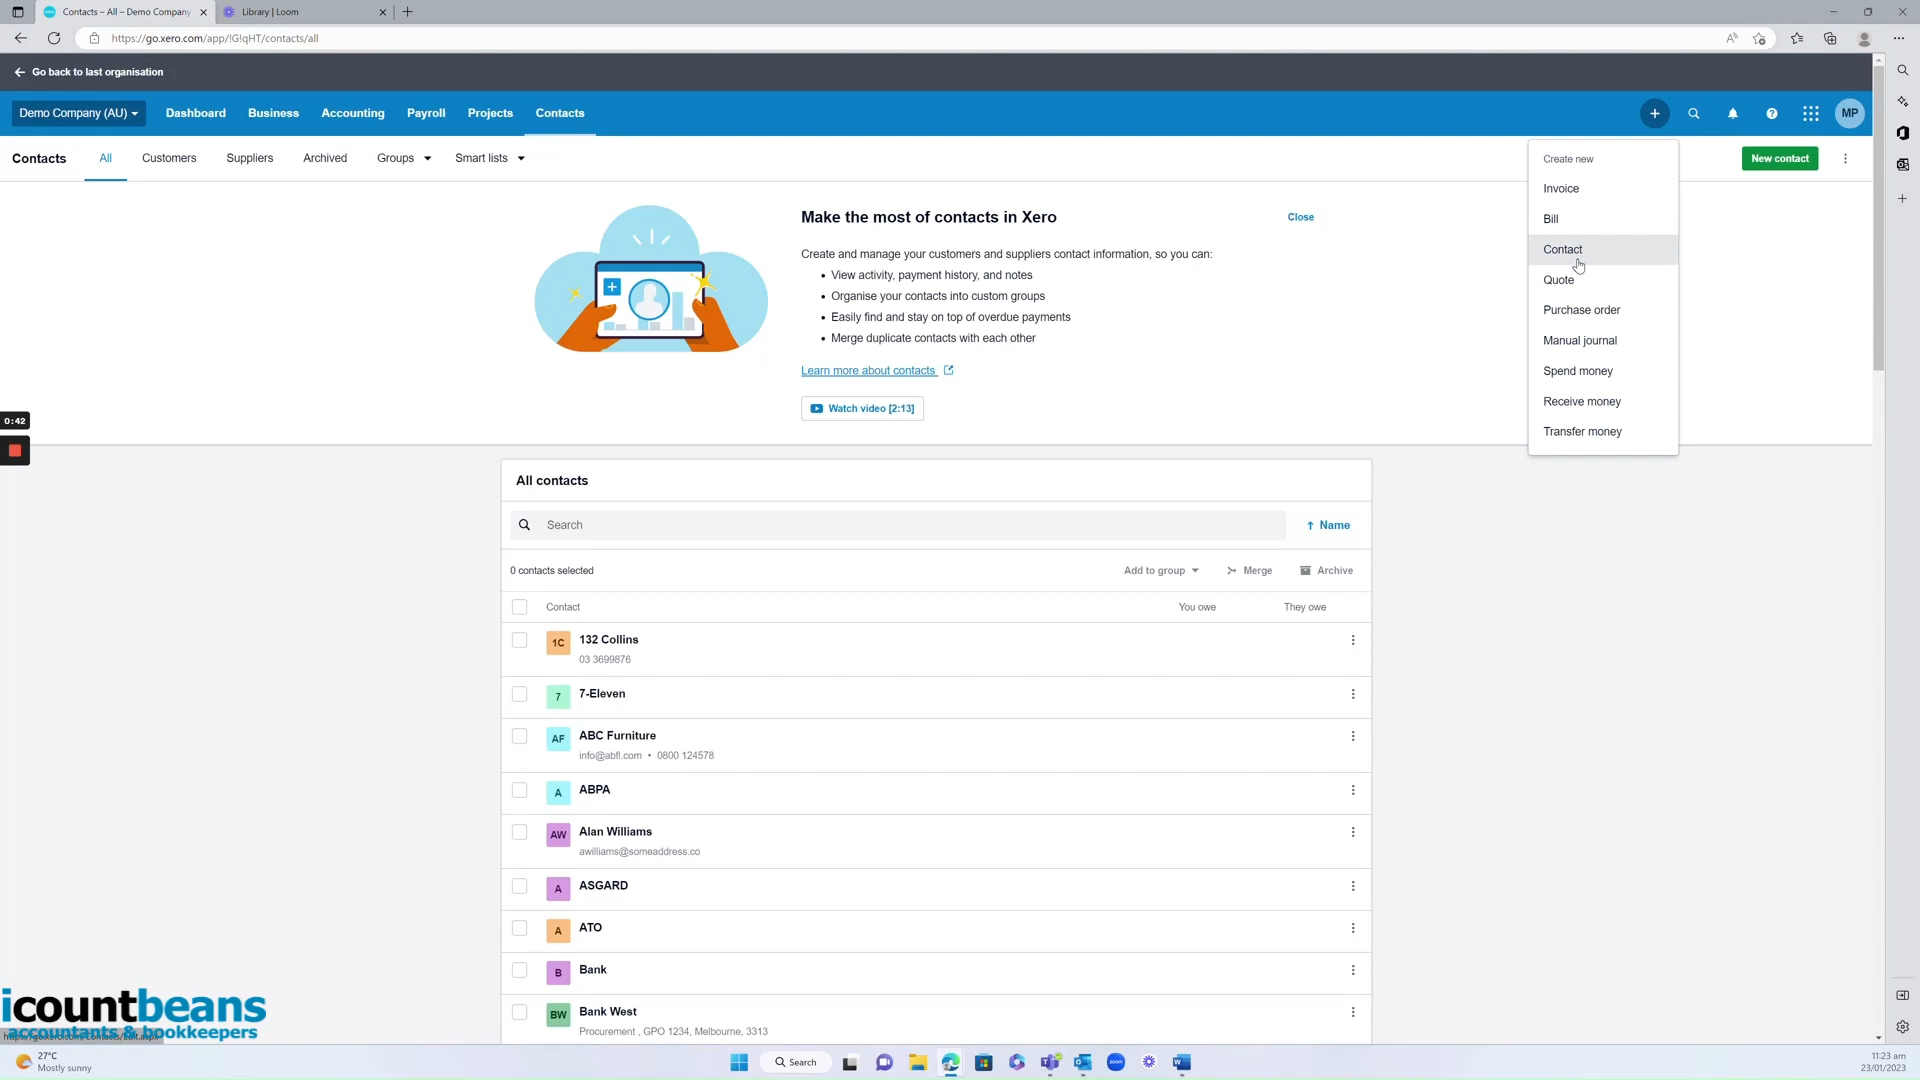 Contacts – All – Demo Company
Library | Loom
https://go.xero.com/app/!G!qHT/contacts/all
Go back to last organisation
Demo Company (AU)
Dashboard
Business
Accounting
Payroll
Projects
Contacts
MP
Contacts
All
Customers
Suppliers
Archived
Groups
Smart lists
New contact
Create new
Invoice
Bill
Contact
Quote
Purchase order
Manual journal
Spend money
Receive money
Transfer money
Make the most of contacts in Xero
Close
Create and manage your customers and suppliers contact information, so you can:
• View activity, payment history, and notes
• Organise your contacts into custom groups
• Easily find and stay on top of overdue payments
• Merge duplicate contacts with each other
Learn more about contacts
Watch video [2:13]
0:42
All contacts
Search
Name
0 contacts selected
Add to group
Merge
Archive
Contact
You owe
They owe
1C
132 Collins
03 3699876
7
7-Eleven
AF
ABC Furniture
info@abfl.com • 0800 124578
A
ABPA
AW
Alan Williams
awilliams@someaddress.co
A
ASGARD
A
ATO
B
Bank
BW
Bank West
Procurement , GPO 1234, Melbourne, 3313
icountbeans
accountants & bookkeepers
27°C
Mostly sunny
Search
zoom
11:23 am
23/01/2023